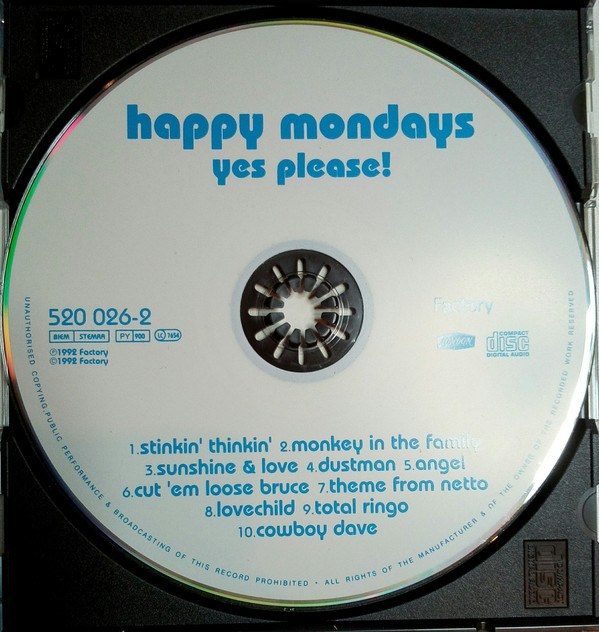 happy mondays
yes please!
520 026-2
Factory
BIEM STEMRA PY 900 LC 7654
℗1992 Factory
©1992 Factory
COMPACT
disc
DIGITAL AUDIO
1.stinkin' thinkin' 2.monkey in the family
3.sunshine & love 4.dustman 5.angel
6.cut 'em loose bruce 7.theme from netto
8.lovechild 9.total ringo
10.cowboy dave
UNAUTHORISED COPYING,PUBLIC PERFORMANCE & BROADCASTING OF THIS RECORD PROHIBITED • ALL RIGHTS OF THE MANUFACTURER & OF THE OWNER OF THE RECORDED WORK RESERVED